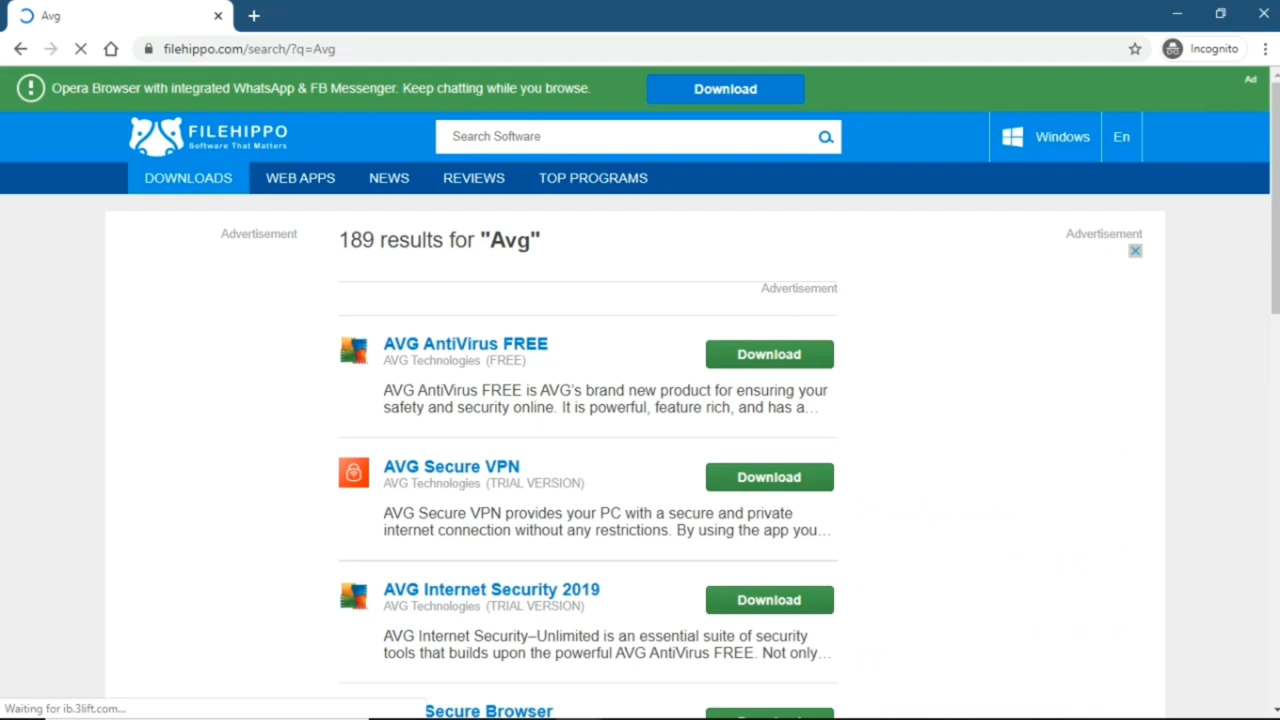 Avg
filehippo.com/search/?q=Avg
Incognito
Opera Browser with integrated WhatsApp & FB Messenger. Keep chatting while you browse.
Download
Ad
FILEHIPPO
Software That Matters
Search Software
Windows
En
DOWNLOADS
WEB APPS
NEWS
REVIEWS
TOP PROGRAMS
Advertisement
189 results for "Avg"
Advertisement
Advertisement
AVG AntiVirus FREE
AVG Technologies (FREE)
Download
AVG AntiVirus FREE is AVG's brand new product for ensuring your
safety and security online. It is powerful, feature rich, and has a...
AVG Secure VPN
AVG Technologies (TRIAL VERSION)
Download
AVG Secure VPN provides your PC with a secure and private
internet connection without any restrictions. By using the app you...
AVG Internet Security 2019
AVG Technologies (TRIAL VERSION)
Download
AVG Internet Security–Unlimited is an essential suite of security
tools that builds upon the powerful AVG AntiVirus FREE. Not only...
Secure Browser
Waiting for ib.3lift.com...